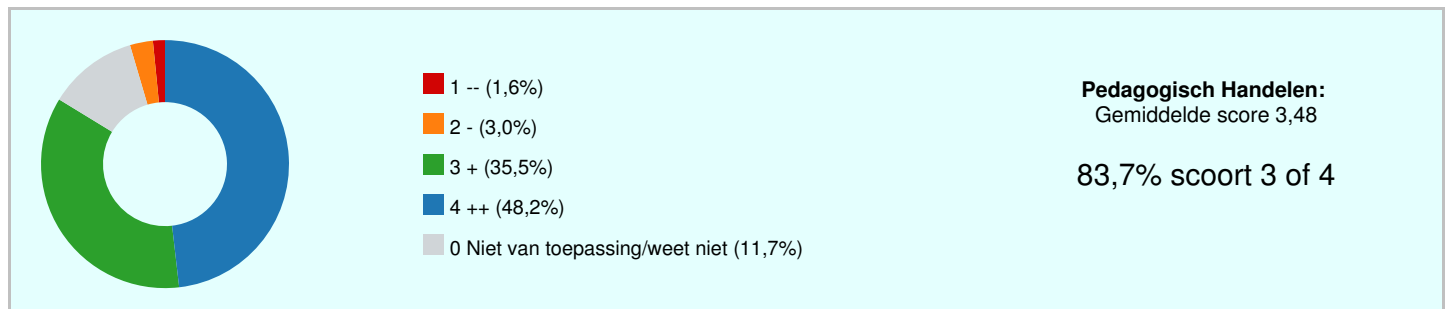 1 -- (1,6%)
2 - (3,0%)
3 + (35,5%)
4 ++ (48,2%)
0 Niet van toepassing/weet niet (11,7%)
Pedagogisch Handelen:
Gemiddelde score 3,48
83,7% scoort 3 of 4